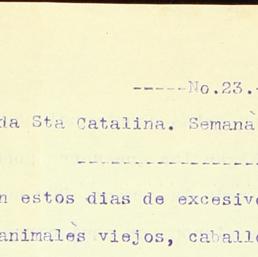 -----No.23.-
da Sta Catalina. Semana
--------------------
n estos dias de excesiv
animales viejos, caball